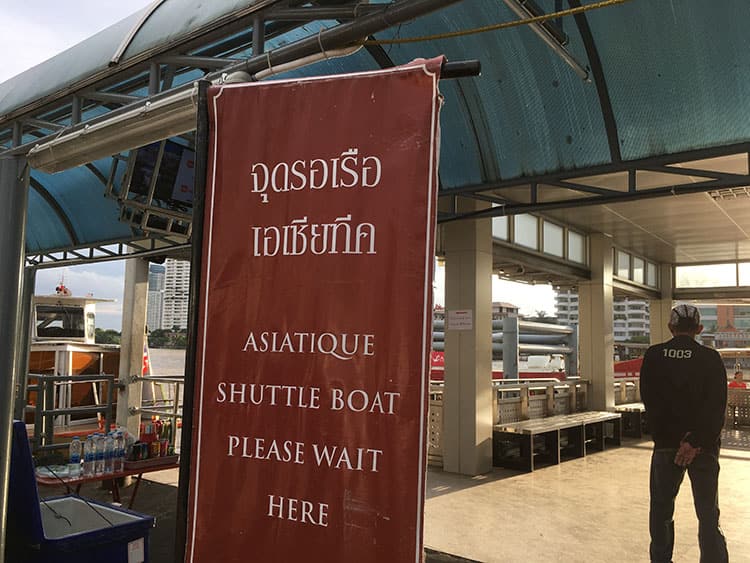 จุดรอเรือ
เอเชียทีค
ASIATIQUE
SHUTTLE BOAT
PLEASE WAIT
HERE
1003